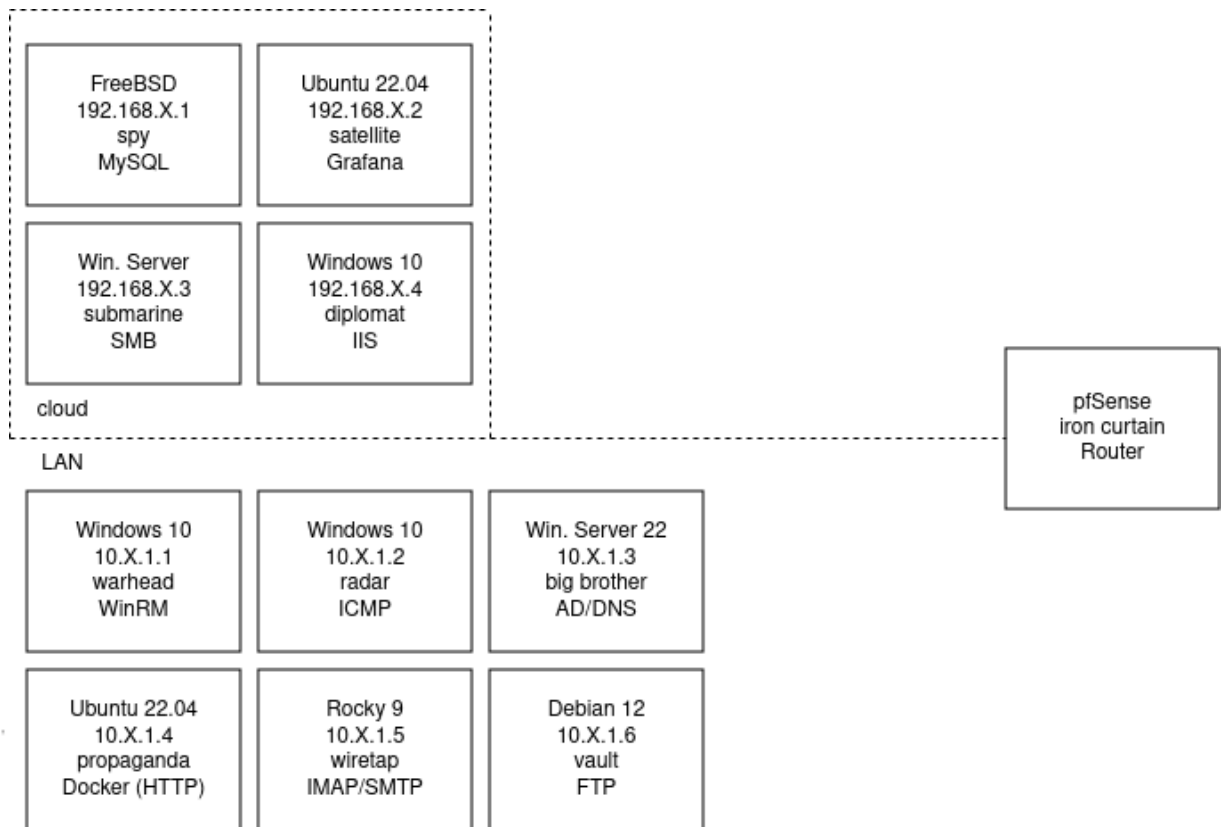 FreeBSD
192.168.X.1
spy
MySQL
Ubuntu 22.04
192.168.X.2
satellite
Grafana
Win. Server
192.168.X.3
submarine
SMB
Windows 10
192.168.X.4
diplomat
IIS
cloud
pfSense
iron curtain
Router
LAN
Windows 10
10.X.1.1
warhead
WinRM
Windows 10
10.X.1.2
radar
ICMP
Win. Server 22
10.X.1.3
big brother
AD/DNS
Ubuntu 22.04
10.X.1.4
propaganda
Docker (HTTP)
Rocky 9
10.X.1.5
wiretap
IMAP/SMTP
Debian 12
10.X.1.6
vault
FTP